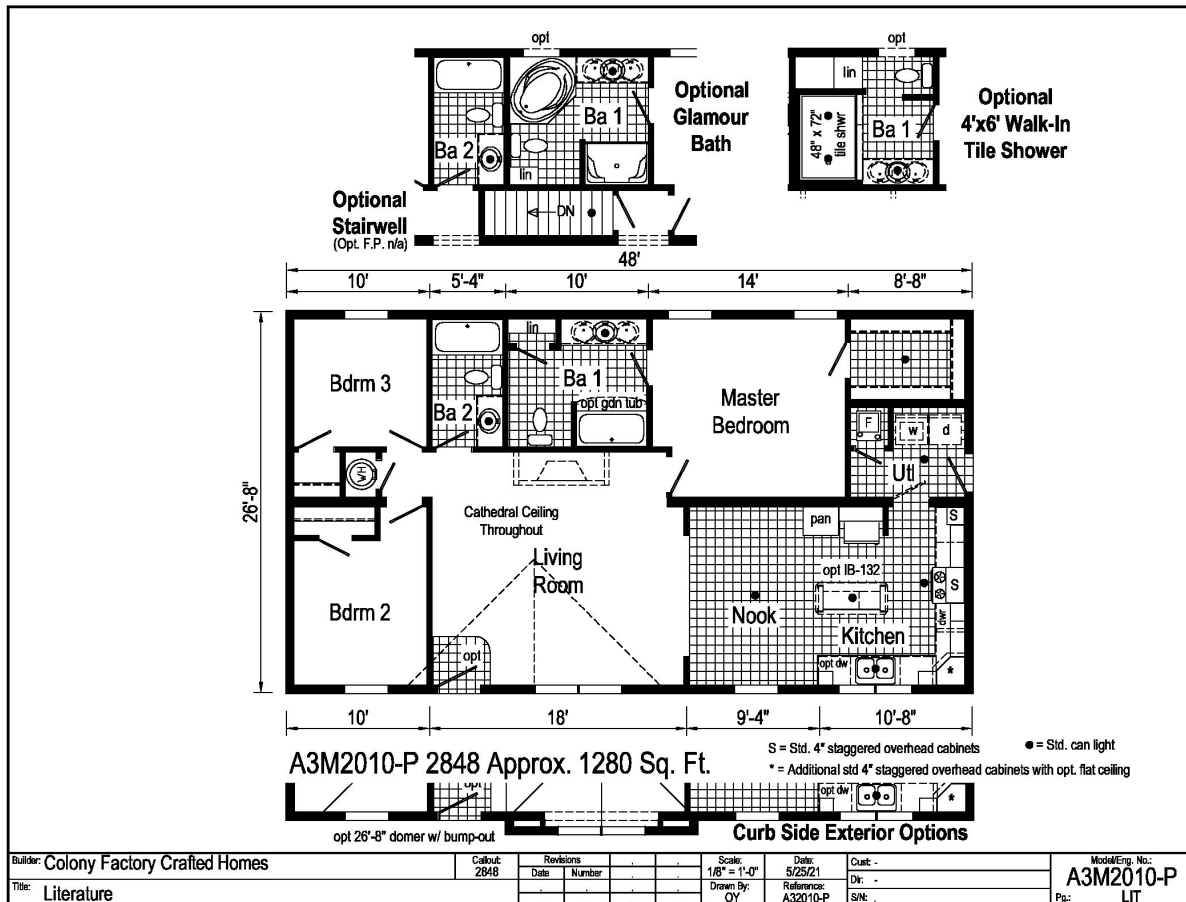 opt
Optional
Glamour
Bath
Ba 1
Ba 2
lin
DN
Optional
Stairwell
(Opt. F.P. n/a)
opt
lin
48" x 72"
tile shwr
Ba 1
Optional
4'x6' Walk-In
Tile Shower
48'
10' 5'-4" 10' 14' 8'-8"
26'-8"
Bdrm 3
Ba 2
lin
Ba 1
opt gdn tub
Master
Bedroom
F
w d
Utl
WH
Cathedral Ceiling
Throughout
Living
Room
Bdrm 2
opt
pan
opt IB-132
Nook
Kitchen
opt dw
S
S
dwr
*
10' 18' 9'-4" 10'-8"
A3M2010-P 2848 Approx. 1280 Sq. Ft.
S = Std. 4" staggered overhead cabinets
● = Std. can light
* = Additional std 4" staggered overhead cabinets with opt. flat ceiling
opt
opt dw
*
opt 26'-8" dormer w/ bump-out
Curb Side Exterior Options
Builder: Colony Factory Crafted Homes
Title: Literature
Callout:
2848
Revisions
Date Number
Scale:
1/8" = 1'-0"
Drawn By:
OY
Date:
5/25/21
Reference:
A32010-P
Cust: -
Dir: -
S/N: .
Model/Eng. No.:
A3M2010-P
Pg.: LIT